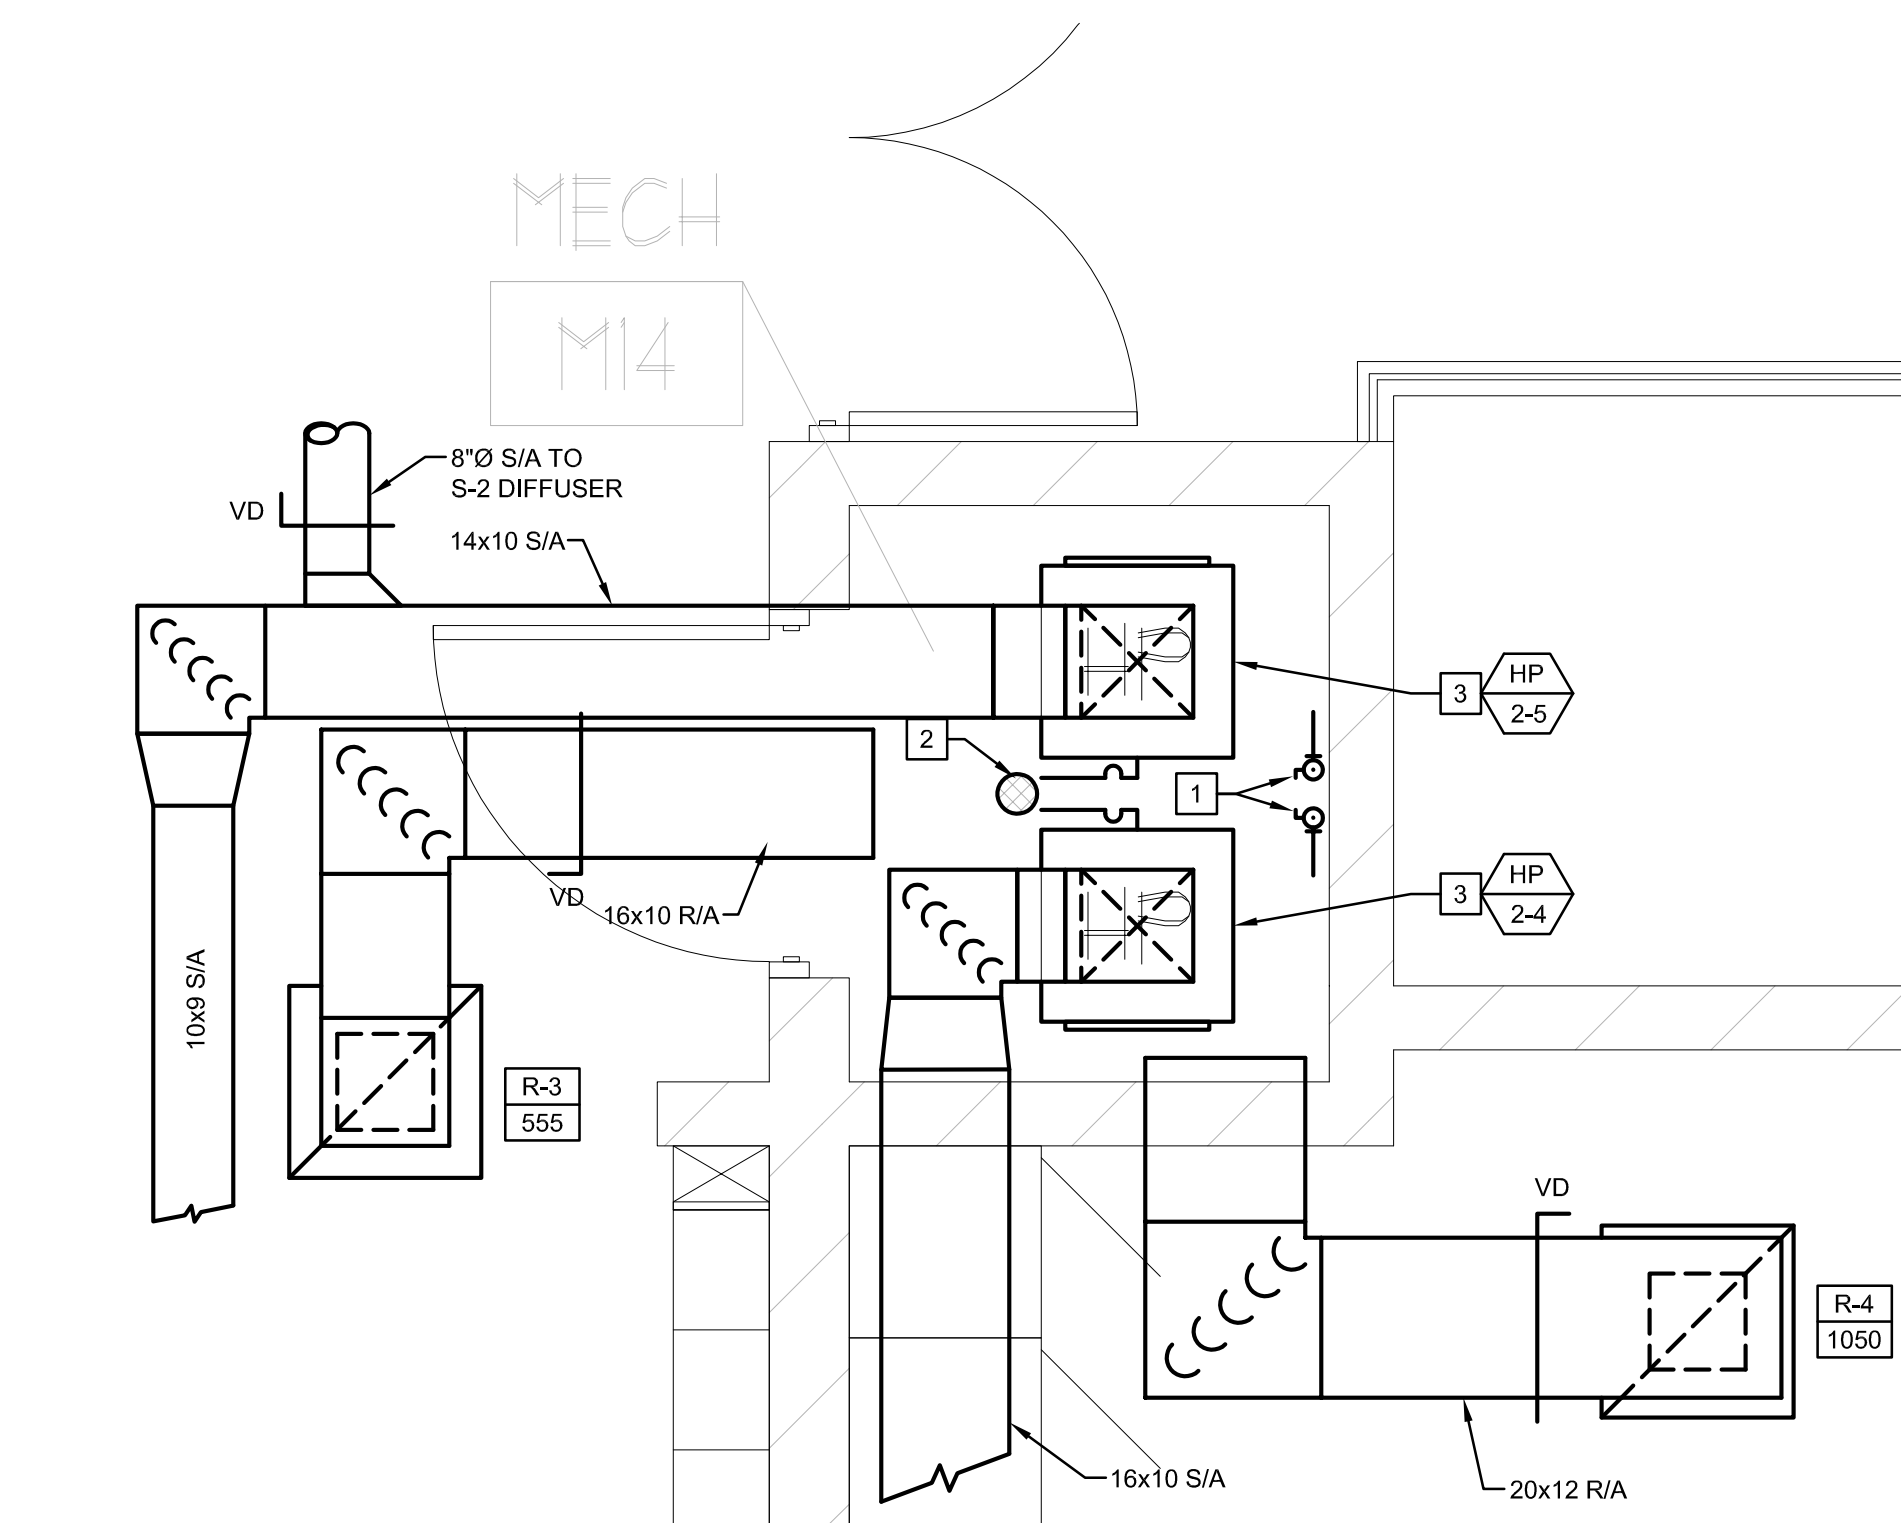 MECH
M14
8"Ø S/A TO
S-2 DIFFUSER
VD
14x10 S/A
HP
3
2-5
2
1
HP
3
2-4
VD
16x10 R/A
10x9 S/A
R-3
555
VD
R-4
1050
16x10 S/A
20x12 R/A